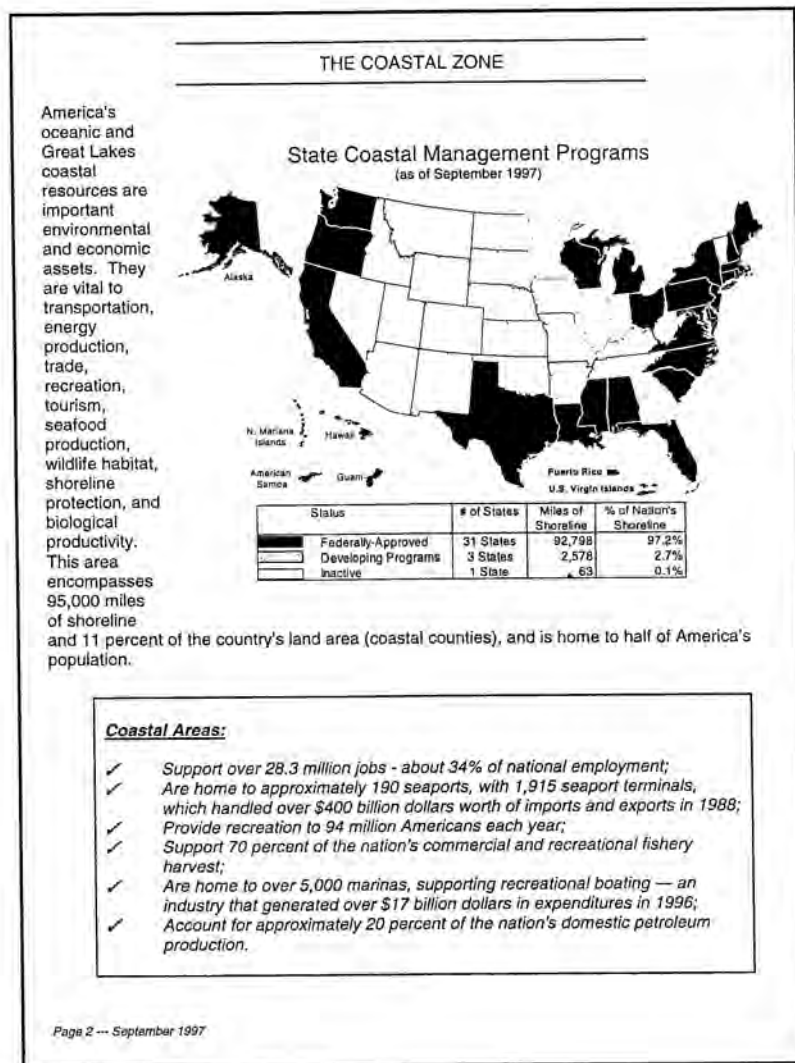 THE COASTAL ZONE
America's
oceanic and
Great Lakes
coastal
resources are
important
environmental
and economic
assets. They
are vital to
transportation,
energy
production,
trade,
recreation,
tourism,
seafood
production,
wildlife habitat,
shoreline
protection, and
biological
productivity.
This area
encompasses
95,000 miles
of shoreline
and 11 percent of the country's land area (coastal counties), and is home to half of America's
population.
State Coastal Management Programs
(as of September 1997)
Alaska
N. Mariana
Islands
Hawaii
American
Samoa
Guam
Puerto Rico
U.S. Virgin Islands
Status # of States Miles of Shoreline % of Nation's Shoreline
Federally-Approved 31 States 92,798 97.2%
Developing Programs 3 States 2,578 2.7%
Inactive 1 State 63 0.1%
Coastal Areas:
✓ Support over 28.3 million jobs - about 34% of national employment;
✓ Are home to approximately 190 seaports, with 1,915 seaport terminals,
which handled over $400 billion dollars worth of imports and exports in 1988;
✓ Provide recreation to 94 million Americans each year;
✓ Support 70 percent of the nation's commercial and recreational fishery
harvest;
✓ Are home to over 5,000 marinas, supporting recreational boating — an
industry that generated over $17 billion dollars in expenditures in 1996;
✓ Account for approximately 20 percent of the nation's domestic petroleum
production.
Page 2 --- September 1997